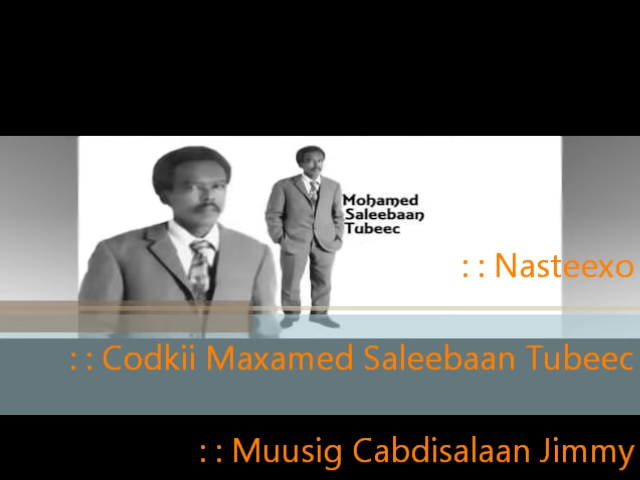 Mohamed
Saleebaan
Tubeec
: : Nasteexo
: : Codkii Maxamed Saleebaan Tubeec
: : Muusig Cabdisalaan Jimmy